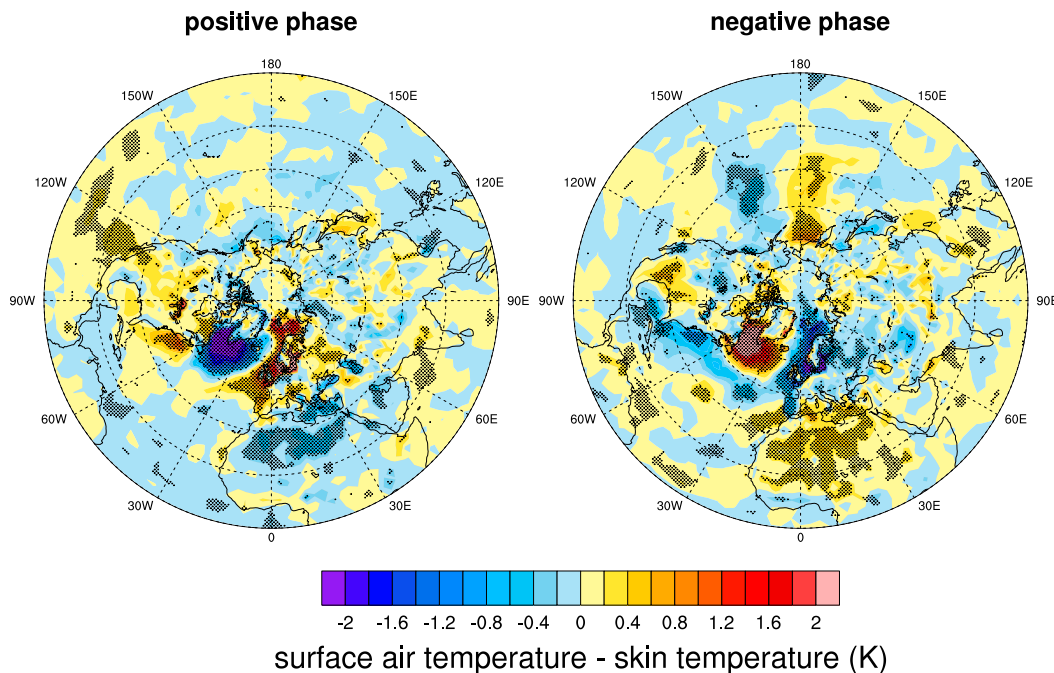 positive phase
negative phase
180
180
150W
150E
150W
150E
120W
120E
120W
120E
90W
90E
90W
90E
60W
60E
60W
60E
30W
30E
30W
30E
0
0
-2 -1.6 -1.2 -0.8 -0.4 0 0.4 0.8 1.2 1.6 2
surface air temperature - skin temperature (K)